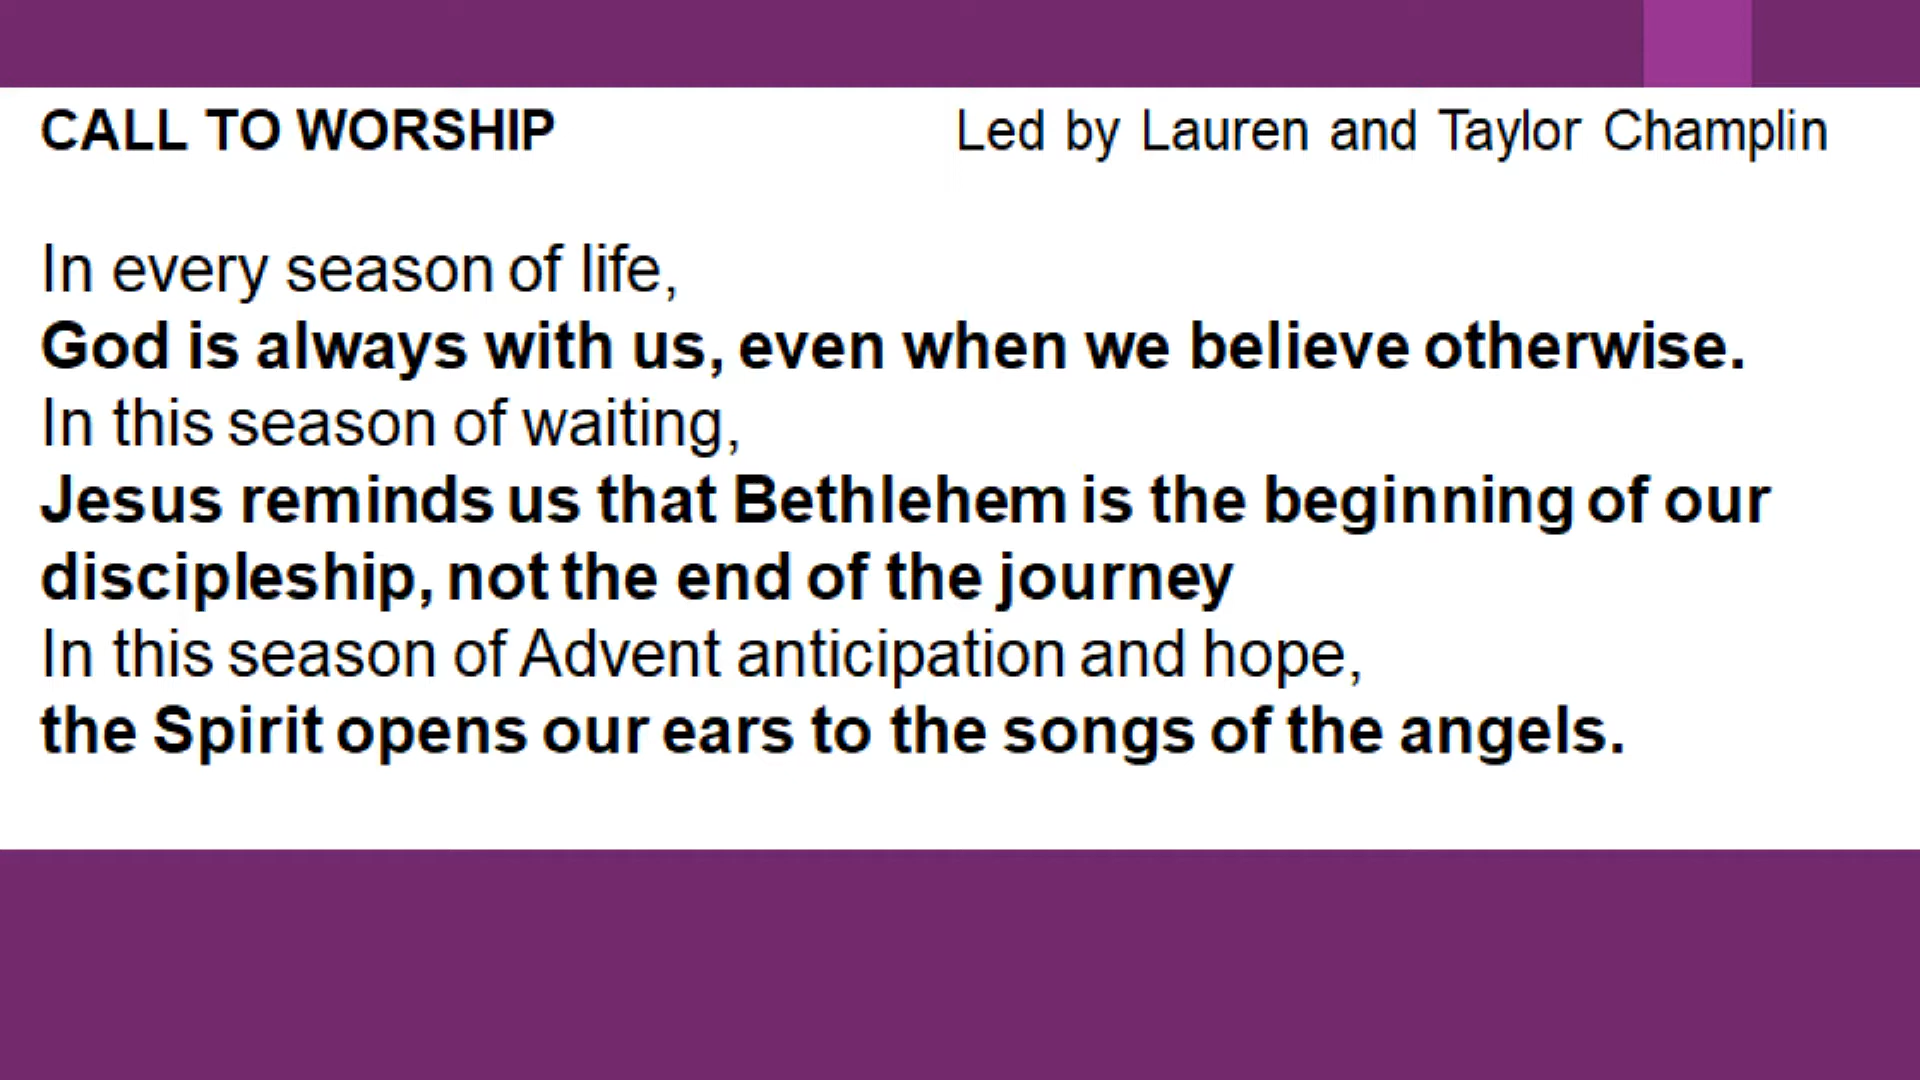 CALL TO WORSHIP Led by Lauren and Taylor Champlin
In every season of life,
God is always with us, even when we believe otherwise.
In this season of waiting,
Jesus reminds us that Bethlehem is the beginning of our
discipleship, not the end of the journey
In this season of Advent anticipation and hope,
the Spirit opens our ears to the songs of the angels.